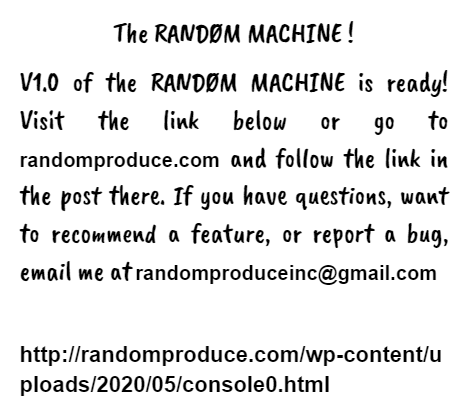 The RANDØM MACHINE !
V1.0 of the RANDØM MACHINE is ready!
Visit the link below or go to
randomproduce.com and follow the link in
the post there. If you have questions, want
to recommend a feature, or report a bug,
email me at randomproduceinc@gmail.com
http://randomproduce.com/wp-content/u
ploads/2020/05/console0.html